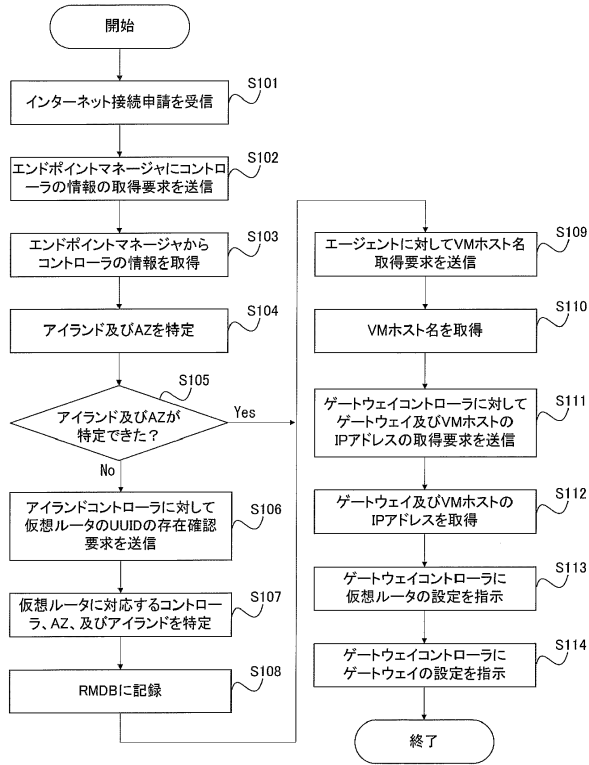 開始
S101
インターネット接続申請を受信
S102
エンドポイントマネージャにコントロ
ーラの情報の取得要求を送信
S103
エンドポイントマネージャから
コントローラの情報を取得
S104
アイランド及びAZを特定
S105
アイランド及びAZが
特定できた？
Yes
No
S106
アイランドコントローラに対して
仮想ルータのUUIDの存在確認
要求を送信
S107
仮想ルータに対応するコントロー
ラ、AZ、及びアイランドを特定
S108
RMDBに記録
S109
エージェントに対してVMホスト名
取得要求を送信
S110
VMホスト名を取得
S111
ゲートウェイコントローラに対して
ゲートウェイ及びVMホストの
IPアドレスの取得要求を送信
S112
ゲートウェイ及びVMホストの
IPアドレスを取得
S113
ゲートウェイコントローラに
仮想ルータの設定を指示
S114
ゲートウェイコントローラに
ゲートウェイの設定を指示
終了